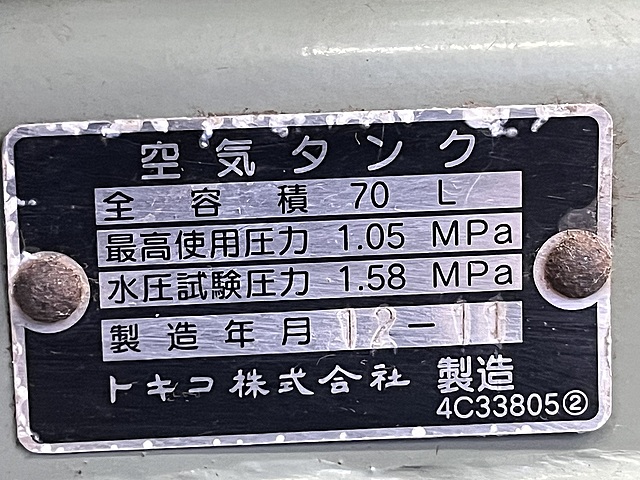 空気タンク
全容積 70 L
最高使用圧力 1.05 MPa
水圧試験圧力 1.58 MPa
製造年月 12-11
トキコ株式会社 製造
4C33805②